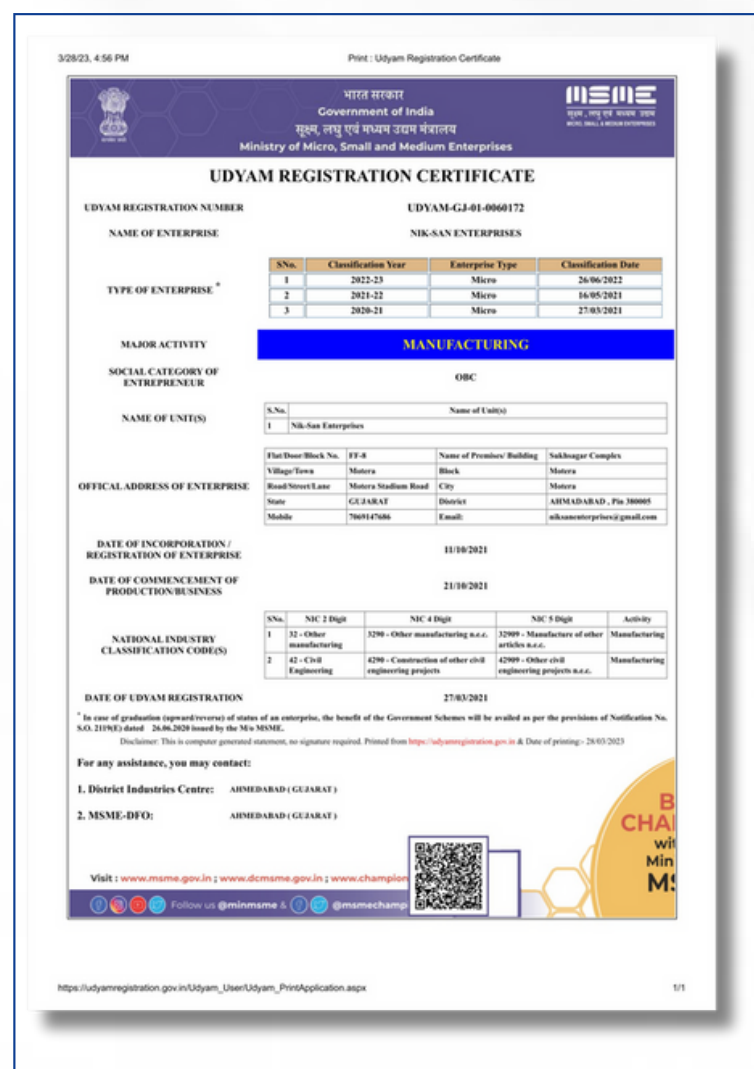 3/28/23, 4:56 PM Print : Udyam Registration Certificate
भारत सरकार
Government of India
सूक्ष्म, लघु एवं मध्यम उद्यम मंत्रालय
Ministry of Micro, Small and Medium Enterprises
MSME
सूक्ष्म, लघु एवं मध्यम उद्यम
MICRO, SMALL & MEDIUM ENTERPRISES
UDYAM REGISTRATION CERTIFICATE
UDYAM REGISTRATION NUMBER UDYAM-GJ-01-0060172
NAME OF ENTERPRISE NIK-SAN ENTERPRISES
TYPE OF ENTERPRISE *
SNo. Classification Year Enterprise Type Classification Date
1 2022-23 Micro 26/06/2022
2 2021-22 Micro 16/05/2021
3 2020-21 Micro 27/03/2021
MAJOR ACTIVITY MANUFACTURING
SOCIAL CATEGORY OF
ENTREPRENEUR
OBC
NAME OF UNIT(S)
S.No. Name of Unit(s)
1 Nik-San Enterprises
OFFICAL ADDRESS OF ENTERPRISE
Flat/Door/Block No. FF-8 Name of Premises/ Building Sukhsagar Complex
Village/Town Motera Block Motera
Road/Street/Lane Motera Stadium Road City Motera
State GUJARAT District AHMADABAD , Pin 380005
Mobile 7069147686 Email: niksanenterprises@gmail.com
DATE OF INCORPORATION /
REGISTRATION OF ENTERPRISE
11/10/2021
DATE OF COMMENCEMENT OF
PRODUCTION/BUSINESS
21/10/2021
NATIONAL INDUSTRY
CLASSIFICATION CODE(S)
SNo. NIC 2 Digit NIC 4 Digit NIC 5 Digit Activity
1 32 - Other manufacturing 3290 - Other manufacturing n.e.c. 32909 - Manufacture of other articles n.e.c. Manufacturing
2 42 - Civil Engineering 4290 - Construction of other civil engineering projects 42909 - Other civil engineering projects n.e.c. Manufacturing
DATE OF UDYAM REGISTRATION 27/03/2021
* In case of graduation (upward/reverse) of status of an enterprise, the benefit of the Government Schemes will be availed as per the provisions of Notification No.
S.O. 2119(E) dated 26.06.2020 issued by the M/o MSME.
Disclaimer: This is computer generated statement, no signature required. Printed from https://udyamregistration.gov.in & Date of printing:- 28/03/2023
For any assistance, you may contact:
1. District Industries Centre: AHMEDABAD ( GUJARAT )
2. MSME-DFO: AHMEDABAD ( GUJARAT )
B
CHA
wit
Min
Visit : www.msme.gov.in ; www.dcmsme.gov.in ; www.champion
Follow us @minmsme & @msmechamp
https://udyamregistration.gov.in/Udyam_User/Udyam_PrintApplication.aspx 1/1